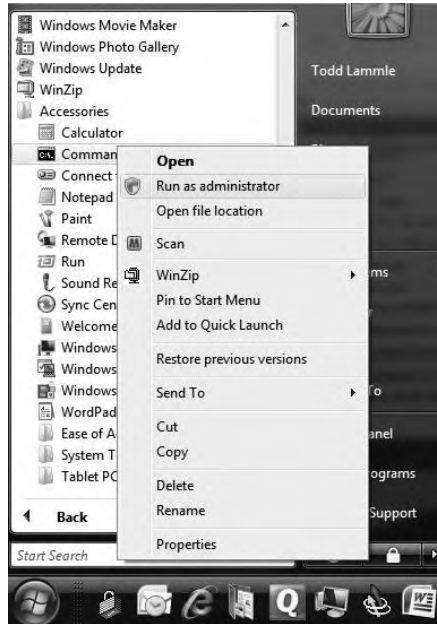 Windows Movie Maker
Windows Photo Gallery
Windows Update
WinZip
Accessories
Calculator
Comman
Connect
Notepad
Paint
Remote D
Run
Sound Re
Sync Cen
Welcome
Windows
Windows
Windows
WordPad
Ease of A
System T
Tablet PC
Back
Start Search
Open
Run as administrator
Open file location
Scan
WinZip
Pin to Start Menu
Add to Quick Launch
Restore previous versions
Send To
Cut
Copy
Delete
Rename
Properties
Todd Lammle
Documents
ms
To
anel
ograms
Support